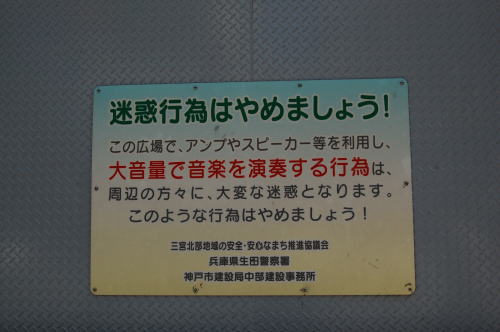 迷惑行為はやめましょう!
この広場で、アンプやスピーカー等を利用し、
大音量で音楽を演奏する行為は、
周辺の方々に、大変な迷惑となります。
このような行為はやめましょう!
三宮北部地域の安全・安心なまち推進協議会
兵庫県生田警察署
神戸市建設局中部建設事務所